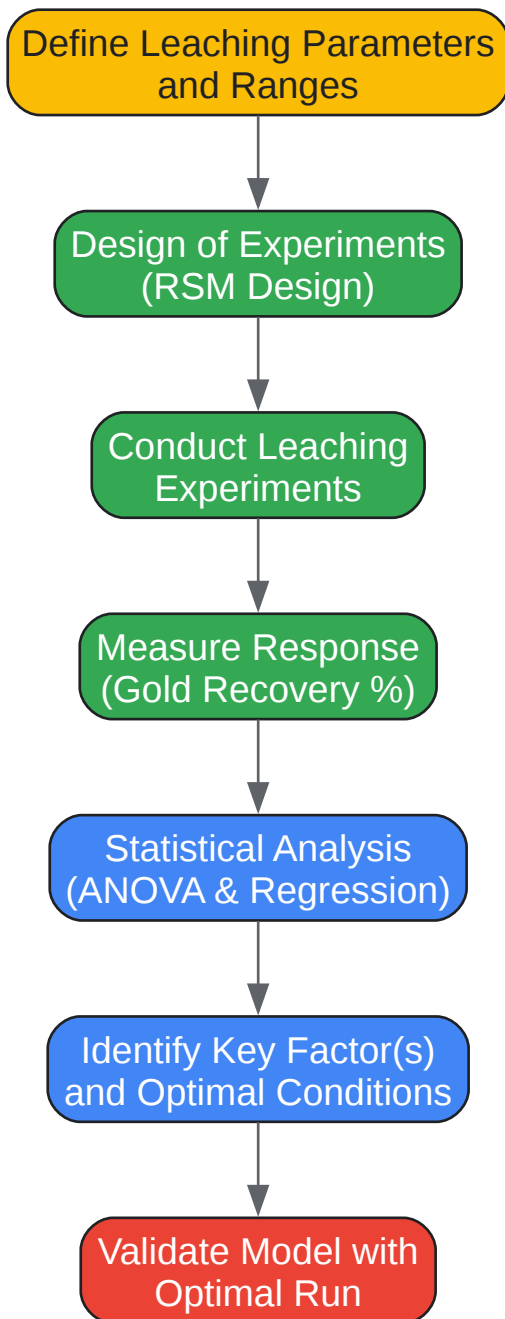 Define Leaching Parameters
and Ranges
Design of Experiments
(RSM Design)
Conduct Leaching
Experiments
Measure Response
(Gold Recovery %)
Statistical Analysis
(ANOVA & Regression)
Identify Key Factor(s)
and Optimal Conditions
Validate Model with
Optimal Run